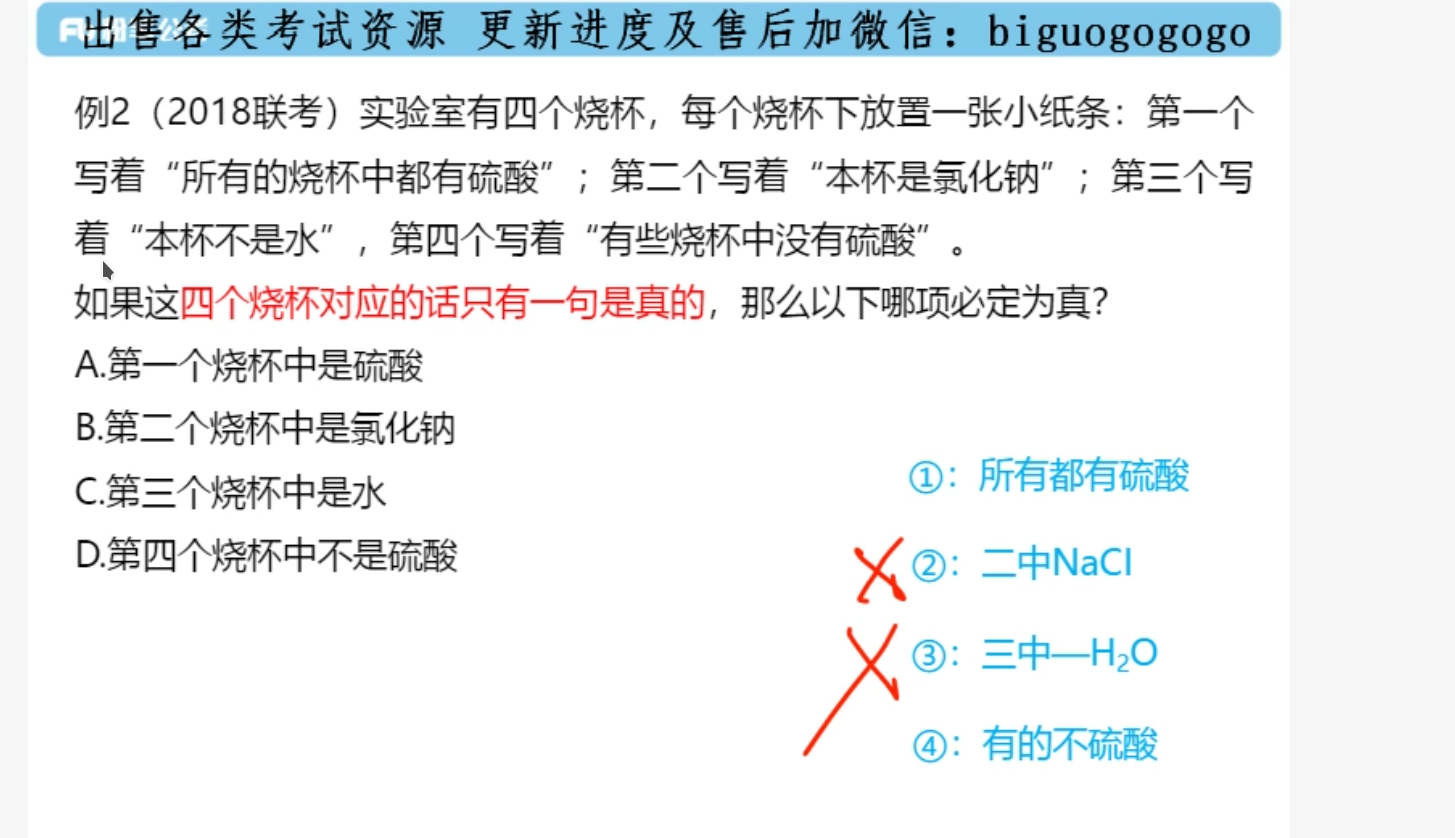 出售各类考试资源 更新进度及售后加微信：biguogogogo
例2（2018联考）实验室有四个烧杯，每个烧杯下放置一张小纸条：第一个
写着“所有的烧杯中都有硫酸”；第二个写着“本杯是氯化钠”；第三个写
着“本杯不是水”，第四个写着“有些烧杯中没有硫酸”。
如果这四个烧杯对应的话只有一句是真的，那么以下哪项必定为真？
A.第一个烧杯中是硫酸
B.第二个烧杯中是氯化钠
C.第三个烧杯中是水
D.第四个烧杯中不是硫酸
①：所有都有硫酸
②：二中NaCl
③：三中—H₂O
④：有的不硫酸